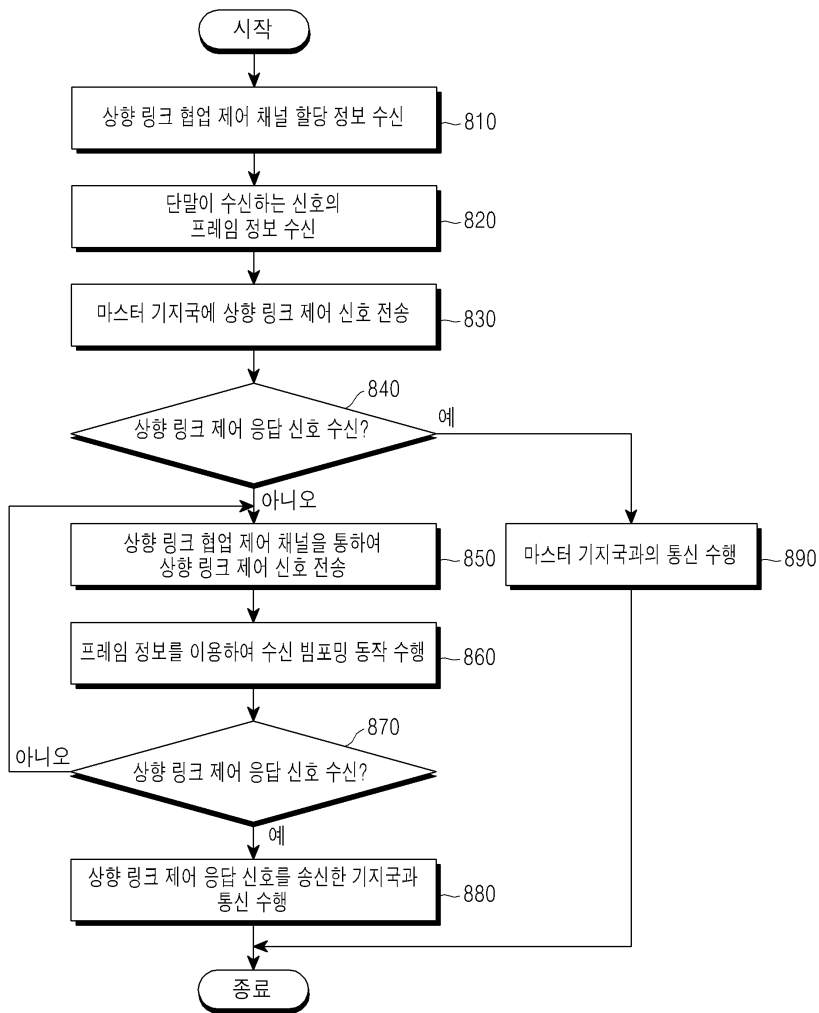 시작
상향 링크 협업 제어 채널 할당 정보 수신
810
단말이 수신하는 신호의
프레임 정보 수신
820
마스터 기지국에 상향 링크 제어 신호 전송
830
840
상향 링크 제어 응답 신호 수신?
예
아니오
상향 링크 협업 제어 채널을 통하여
상향 링크 제어 신호 전송
850
마스터 기지국과의 통신 수행
890
프레임 정보를 이용하여 수신 빔포밍 동작 수행
860
870
아니오
상향 링크 제어 응답 신호 수신?
예
상향 링크 제어 응답 신호를 송신한 기지국과
통신 수행
880
종료